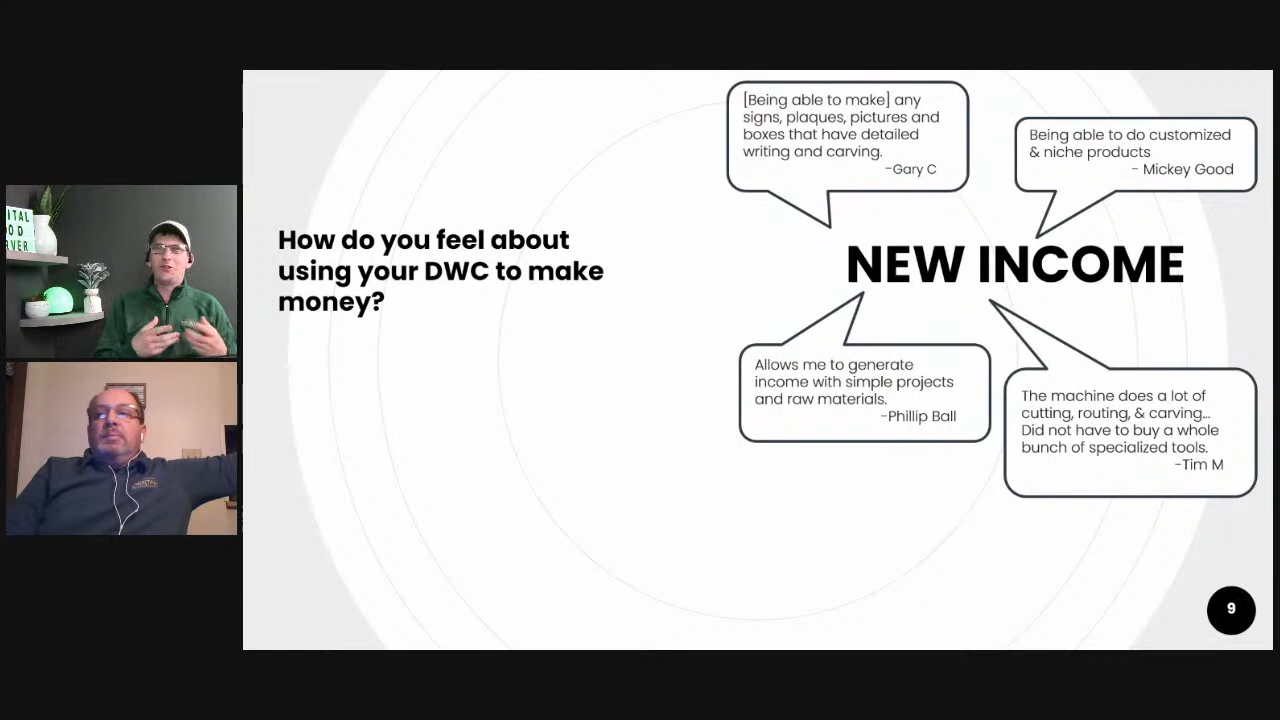 ITAL
OOD
RVER
How do you feel about
using your DWC to make
money?
[Being able to make] any
signs, plaques, pictures and
boxes that have detailed
writing and carving.
-Gary C
Being able to do customized
& niche products
- Mickey Good
NEW INCOME
Allows me to generate
income with simple projects
and raw materials.
-Phillip Ball
The machine does a lot of
cutting, routing, & carving...
Did not have to buy a whole
bunch of specialized tools.
-Tim M
9